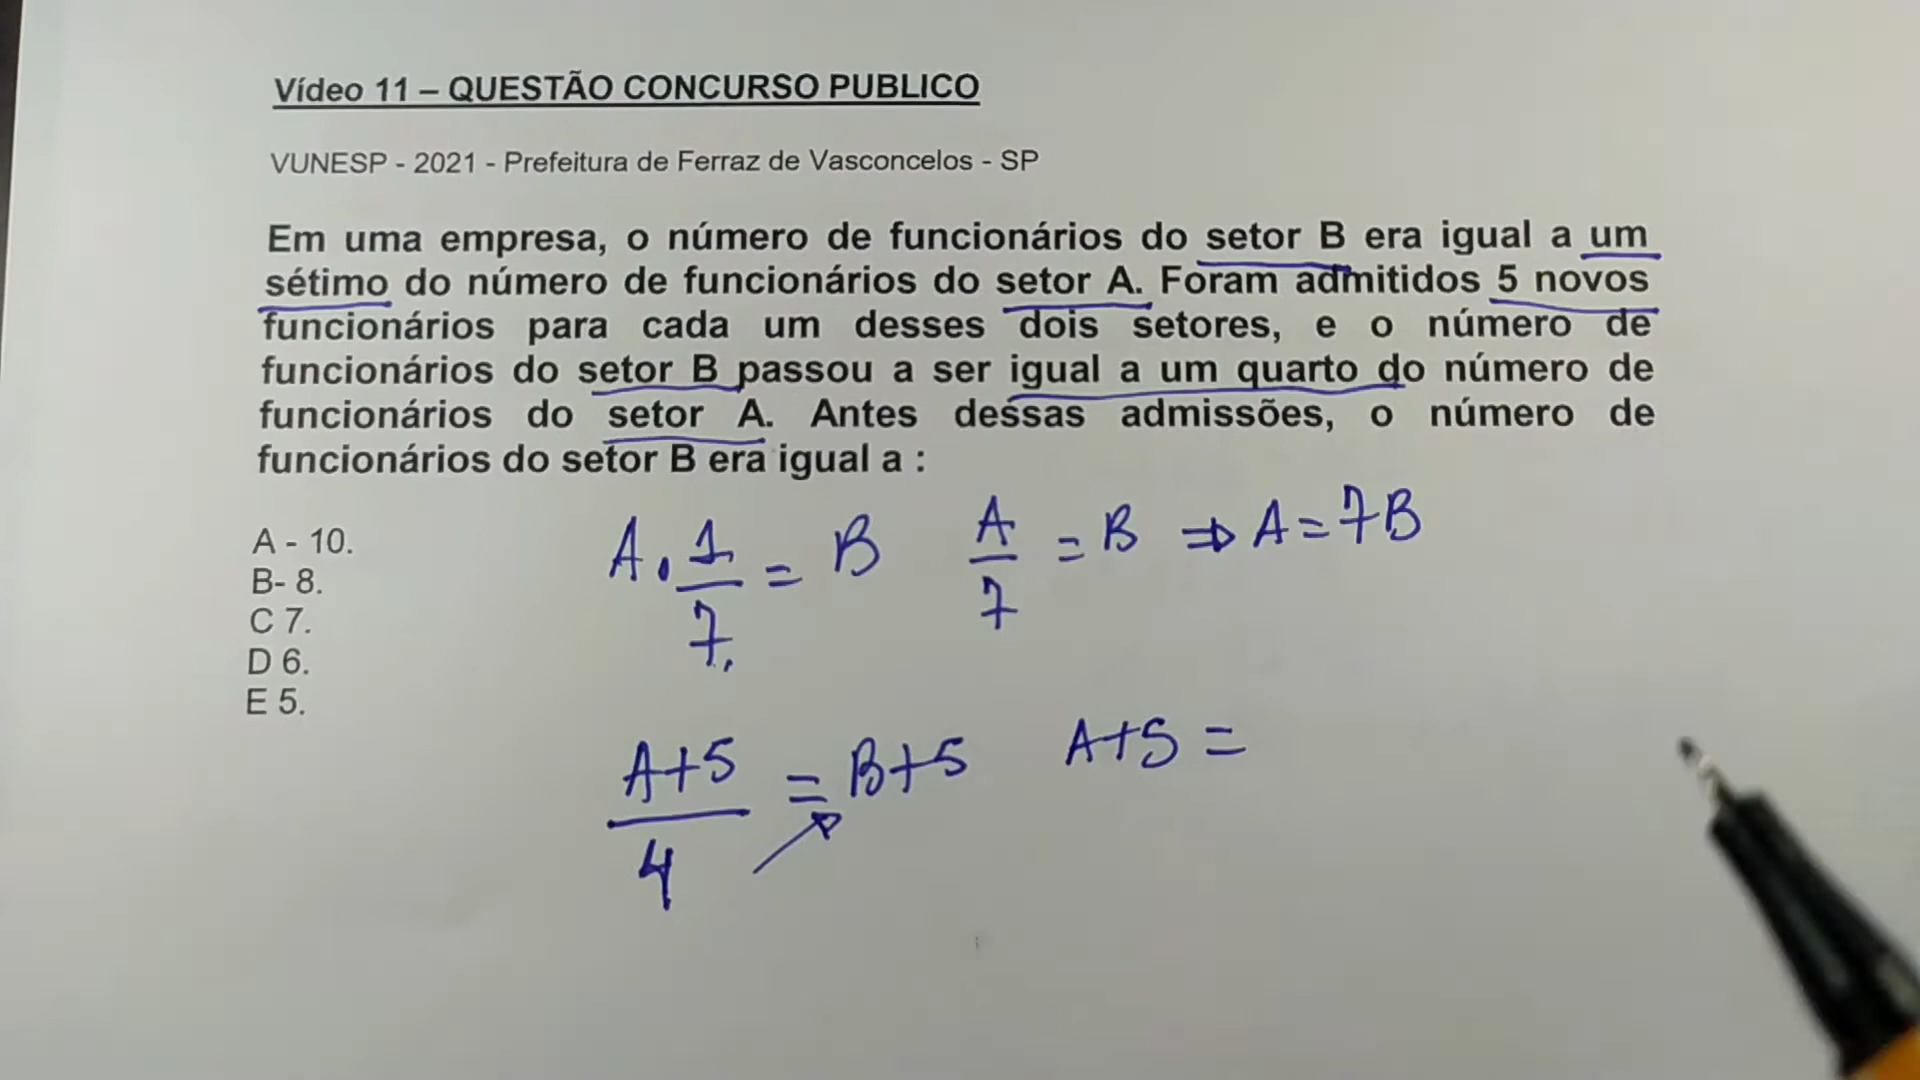 Vídeo 11 – QUESTÃO CONCURSO PUBLICO
VUNESP - 2021 - Prefeitura de Ferraz de Vasconcelos - SP
Em uma empresa, o número de funcionários do setor B era igual a um
sétimo do número de funcionários do setor A. Foram admitidos 5 novos
funcionários para cada um desses dois setores, e o número de
funcionários do setor B passou a ser igual a um quarto do número de
funcionários do setor A. Antes dessas admissões, o número de
funcionários do setor B era igual a :
A - 10.
B- 8.
C 7.
D 6.
E 5.
A . 1/7 = B   A/7 = B ⇒ A = 7B
A+5/4 = B+5   A+5 =